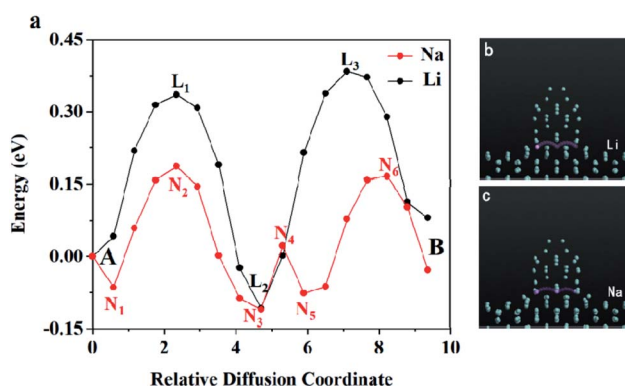 a
Energy (eV)
0.45
0.30
0.15
0.00
-0.15
0
2
4
6
8
10
Relative Diffusion Coordinate
Na
Li
A
B
L1
L2
L3
N1
N2
N3
N4
N5
N6
b
Li
c
Na